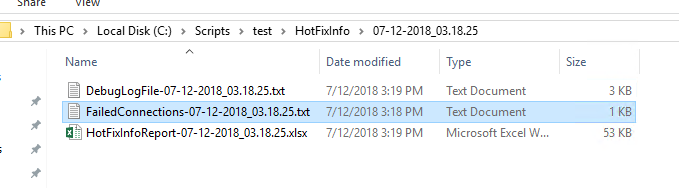 Share
View
This PC > Local Disk (C:) > Scripts > test > HotFixInfo > 07-12-2018_03.18.25
Name Date modified Type Size
DebugLogFile-07-12-2018_03.18.25.txt 7/12/2018 3:19 PM Text Document 3 KB
FailedConnections-07-12-2018_03.18.25.txt 7/12/2018 3:18 PM Text Document 1 KB
HotFixInfoReport-07-12-2018_03.18.25.xlsx 7/12/2018 3:19 PM Microsoft Excel W... 53 KB